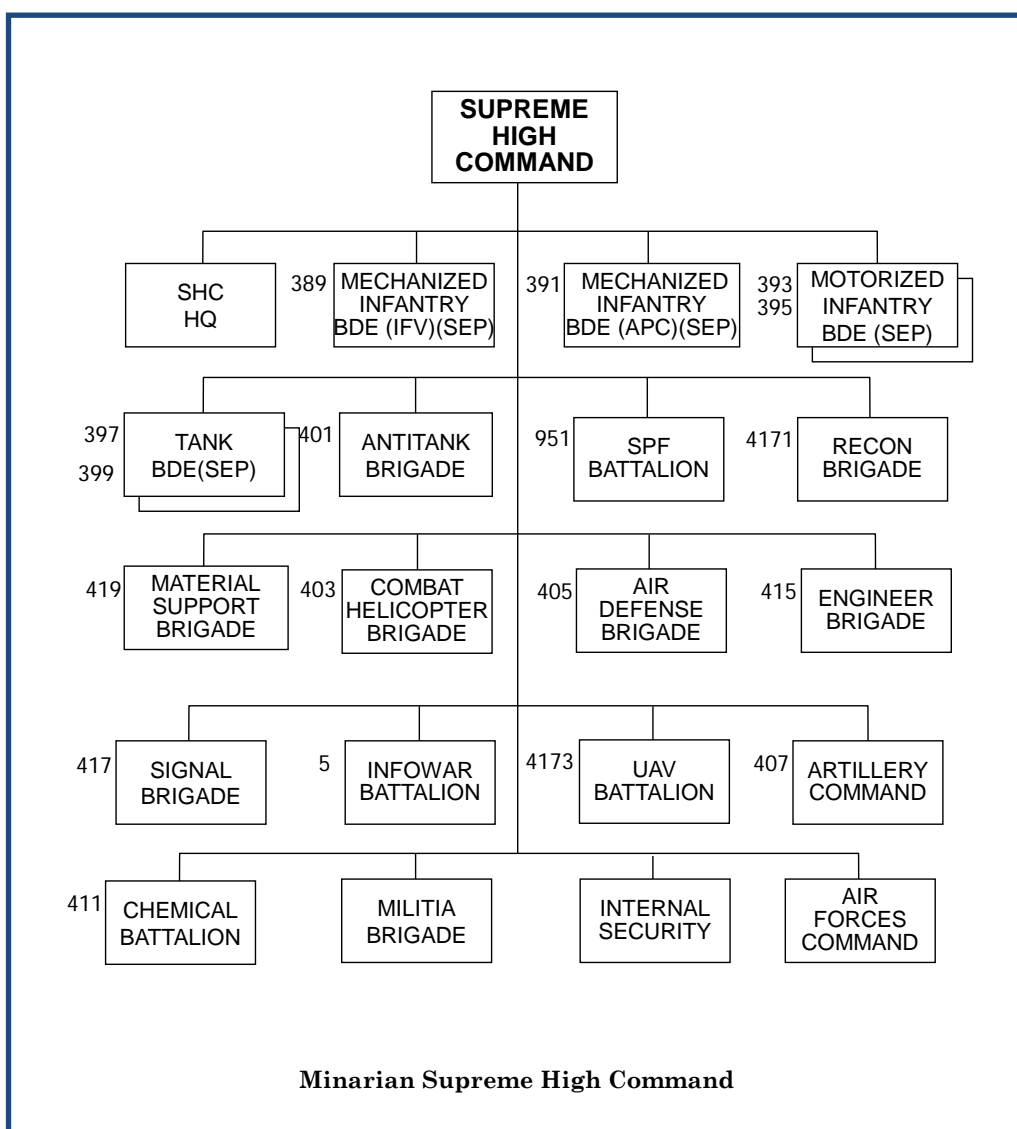 SUPREME
HIGH
COMMAND
SHC
HQ
389
MECHANIZED
INFANTRY
BDE (IFV)(SEP)
391
MECHANIZED
INFANTRY
BDE (APC)(SEP)
393
395
MOTORIZED
INFANTRY
BDE (SEP)
397
399
TANK
BDE(SEP)
401
ANTITANK
BRIGADE
951
SPF
BATTALION
4171
RECON
BRIGADE
419
MATERIAL
SUPPORT
BRIGADE
403
COMBAT
HELICOPTER
BRIGADE
405
AIR
DEFENSE
BRIGADE
415
ENGINEER
BRIGADE
417
SIGNAL
BRIGADE
5
INFOWAR
BATTALION
4173
UAV
BATTALION
407
ARTILLERY
COMMAND
411
CHEMICAL
BATTALION
MILITIA
BRIGADE
INTERNAL
SECURITY
AIR
FORCES
COMMAND
Minarian Supreme High Command